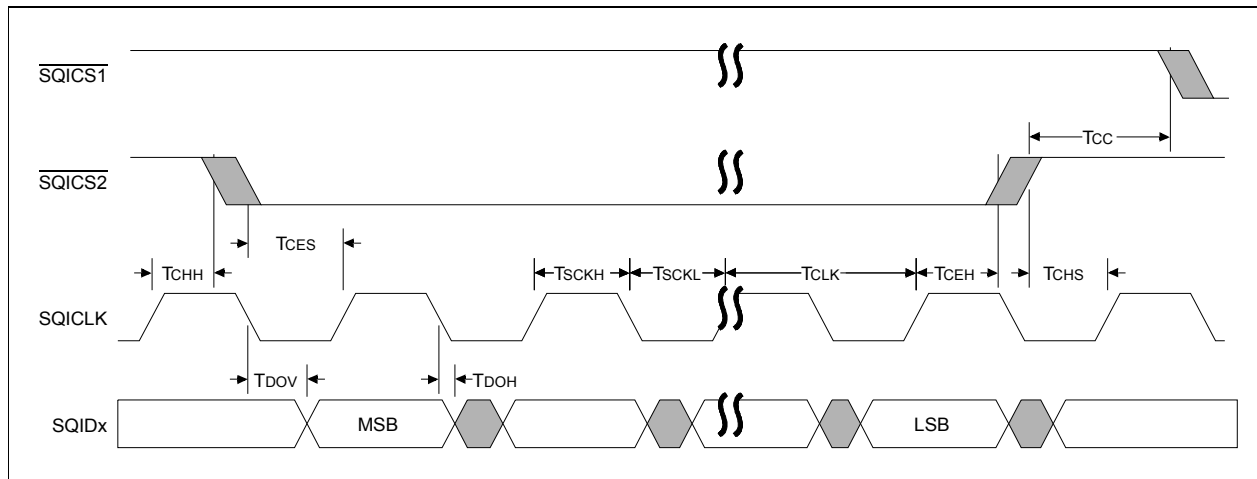 SQICS1
TCC
SQICS2
TCES
TCHH
TSCKH
TSCKL
TCLK
TCEH
TCHS
SQICLK
TDOV
TDOH
SQIDx
MSB
LSB